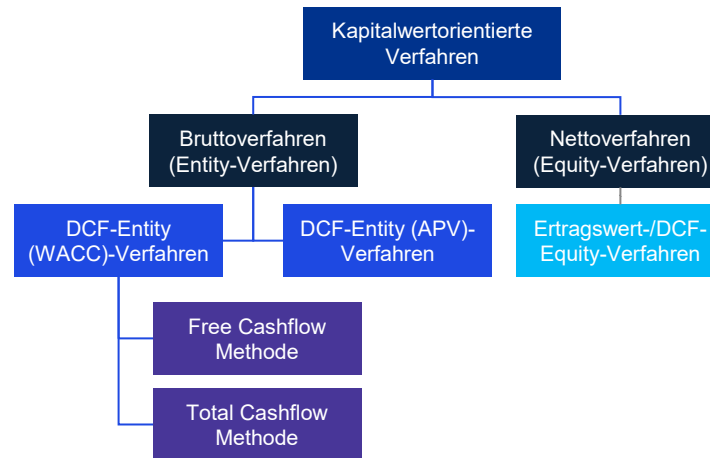 Kapitalwertorientierte
Verfahren
Bruttoverfahren
(Entity-Verfahren)
Nettoverfahren
(Equity-Verfahren)
DCF-Entity
(WACC)-Verfahren
DCF-Entity (APV)-
Verfahren
Ertragswert-/DCF-
Equity-Verfahren
Free Cashflow
Methode
Total Cashflow
Methode